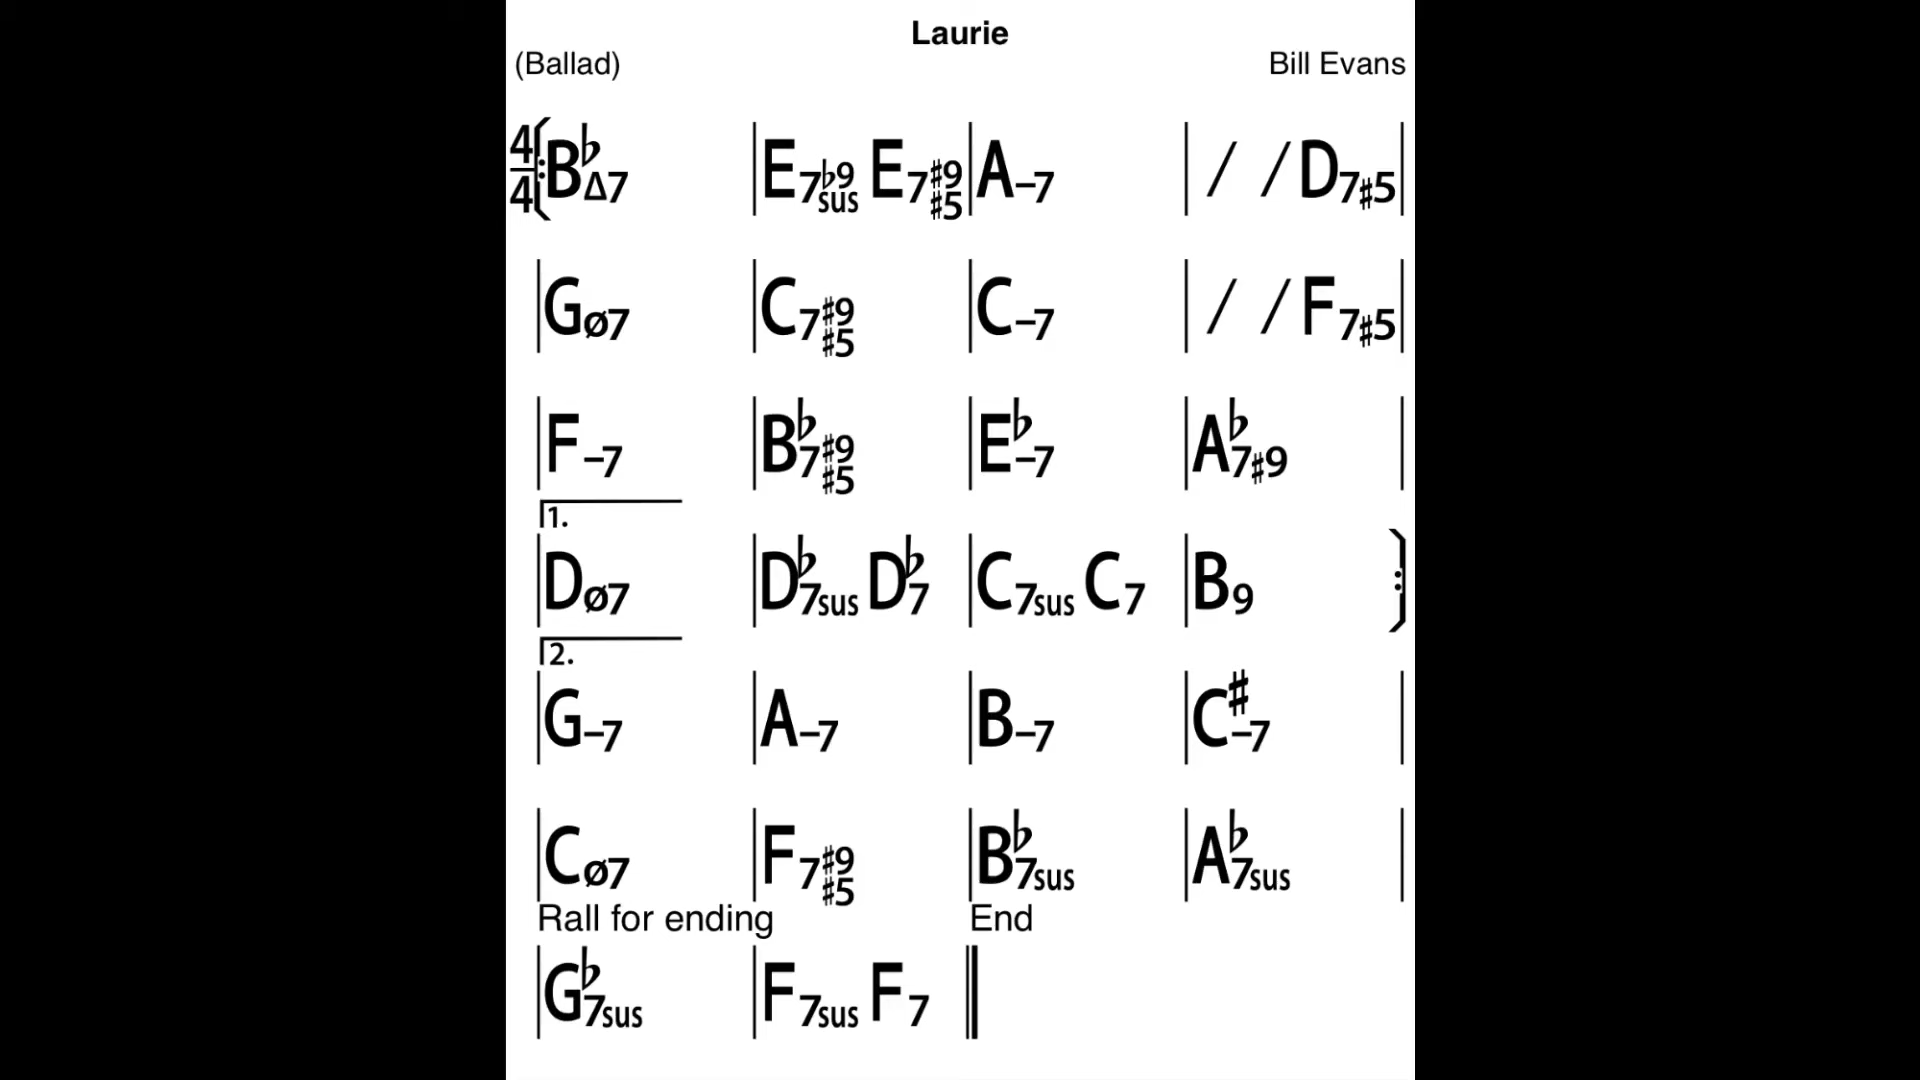 Laurie
(Ballad) Bill Evans
4/4 B♭Δ7 | E7♭9sus E7♯9♯5 | A–7 | / / D7♯5 |
| Gø7 | C7♯9♯5 | C–7 | / / F7♯5 |
| F–7 | B♭7♯9♯5 | E♭–7 | A♭7♯9 |
1.
| Dø7 | D♭7sus D♭7 | C7sus C7 | B9
2.
| G–7 | A–7 | B–7 | C♯–7 |
| Cø7 | F7♯9♯5 | B♭7sus | A♭7sus |
Rall for ending End
| G♭7sus | F7sus F7 ||